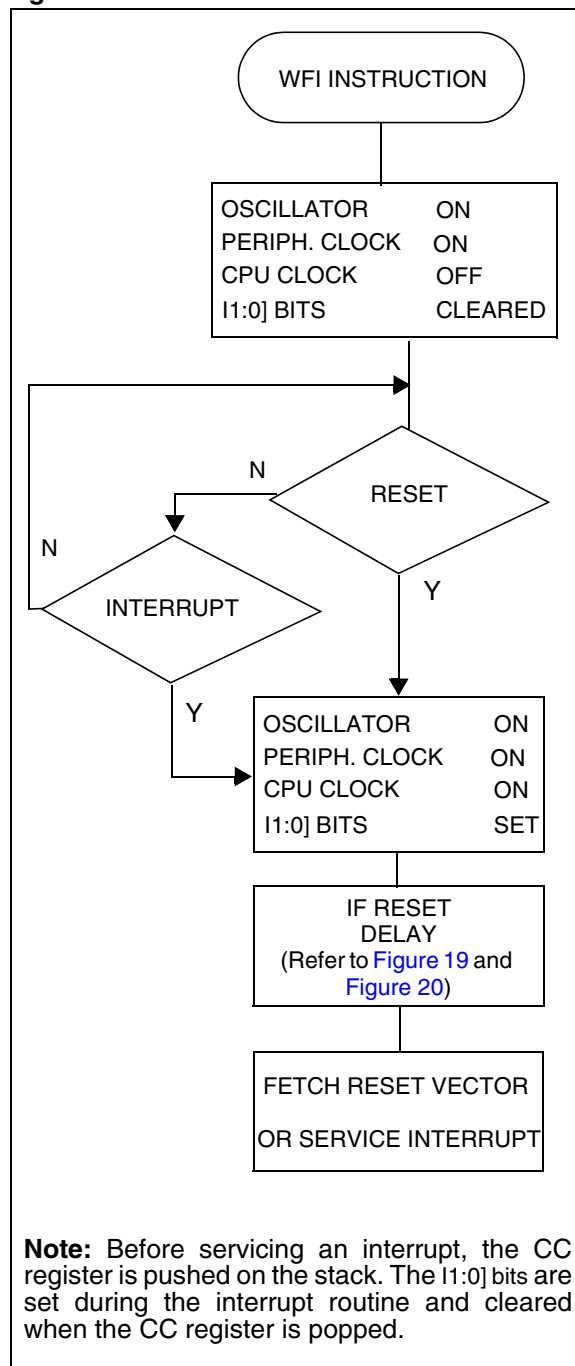 WFI INSTRUCTION
OSCILLATOR ON
PERIPH. CLOCK ON
CPU CLOCK OFF
I1:0] BITS CLEARED
RESET
N
Y
INTERRUPT
N
Y
OSCILLATOR ON
PERIPH. CLOCK ON
CPU CLOCK ON
I1:0] BITS SET
IF RESET
DELAY
(Refer to Figure 19 and
Figure 20)
FETCH RESET VECTOR
OR SERVICE INTERRUPT
Note: Before servicing an interrupt, the CC
register is pushed on the stack. The I1:0] bits are
set during the interrupt routine and cleared
when the CC register is popped.